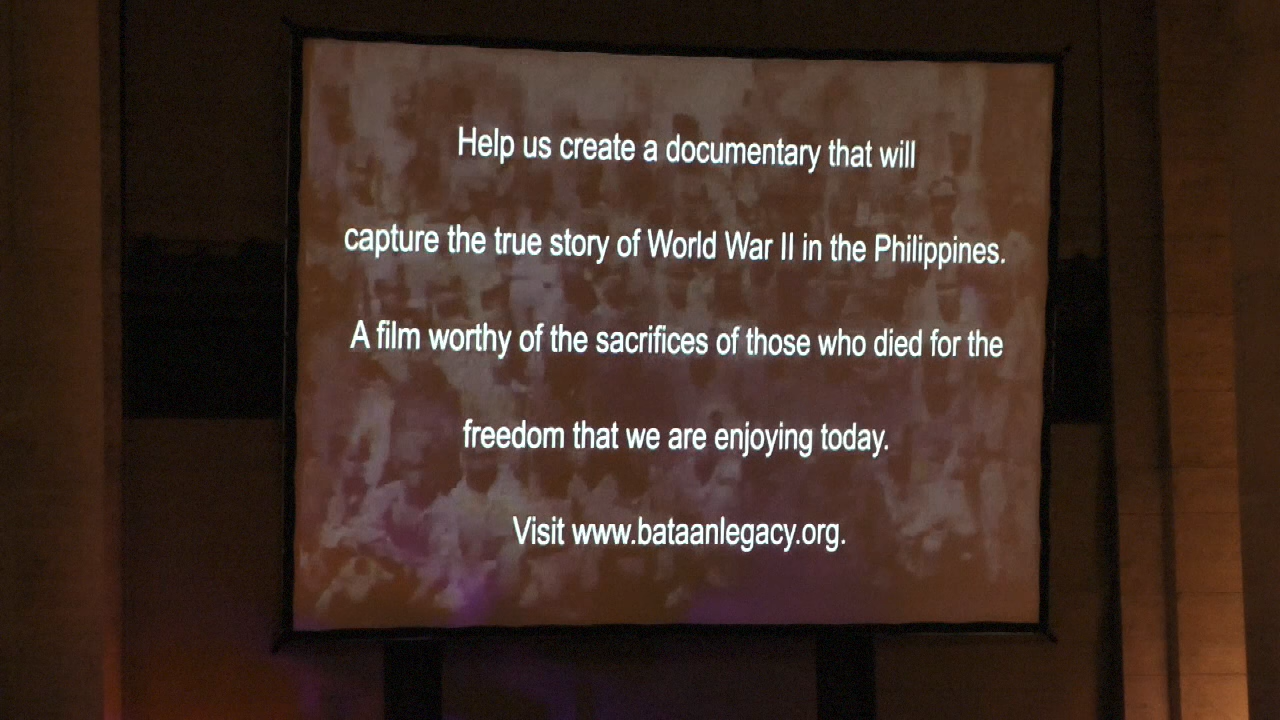 Help us create a documentary that will
capture the true story of World War II in the Philippines.
A film worthy of the sacrifices of those who died for the
freedom that we are enjoying today.
Visit www.bataanlegacy.org.